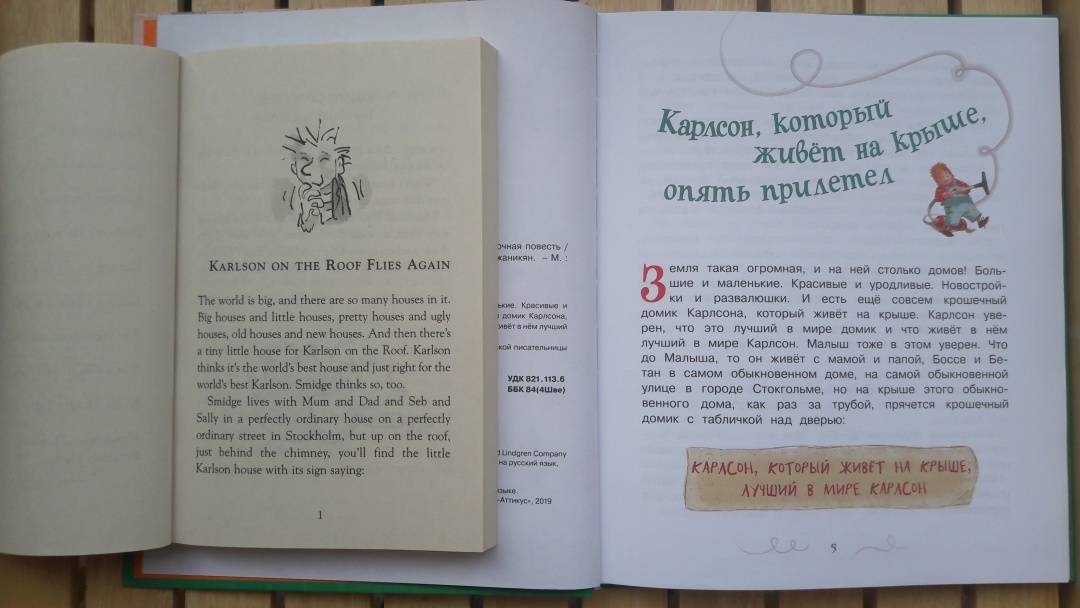 KARLSON ON THE ROOF FLIES AGAIN
The world is big, and there are so many houses in it.
Big houses and little houses, pretty houses and ugly
houses, old houses and new houses. And then there's
a tiny little house for Karlson on the Roof. Karlson
thinks it's the world's best house and just right for the
world's best Karlson. Smidge thinks so, too.
Smidge lives with Mum and Dad and Seb and
Sally in a perfectly ordinary house on a perfectly
ordinary street in Stockholm, but up on the roof,
just behind the chimney, you'll find the little
Karlson house with its sign saying:
1
очная повесть /
жаникян. – М. :
ькие. Красивые и
о домик Карлсона,
живёт в нём лучший
ской писательницы
УДК 821.113.6
ББК 84(4Шве)
d Lindgren Company
на русский язык,
языке.
«-Аттикус», 2019
Карлсон, который
живёт на крыше,
опять прилетел
Земля такая огромная, и на ней столько домов! Боль-
шие и маленькие. Красивые и уродливые. Новострой-
ки и развалюшки. И есть ещё совсем крошечный
домик Карлсона, который живёт на крыше. Карлсон уве-
рен, что это лучший в мире домик и что живёт в нём
лучший в мире Карлсон. Малыш тоже в этом уверен. Что
до Малыша, то он живёт с мамой и папой, Боссе и Бе-
тан в самом обыкновенном доме, на самой обыкновенной
улице в городе Стокгольме, но на крыше этого обыкно-
венного дома, как раз за трубой, прячется крошечный
домик с табличкой над дверью:
КАРЛСОН, КОТОРЫЙ ЖИВЁТ НА КРЫШЕ,
ЛУЧШИЙ В МИРЕ КАРЛСОН
5